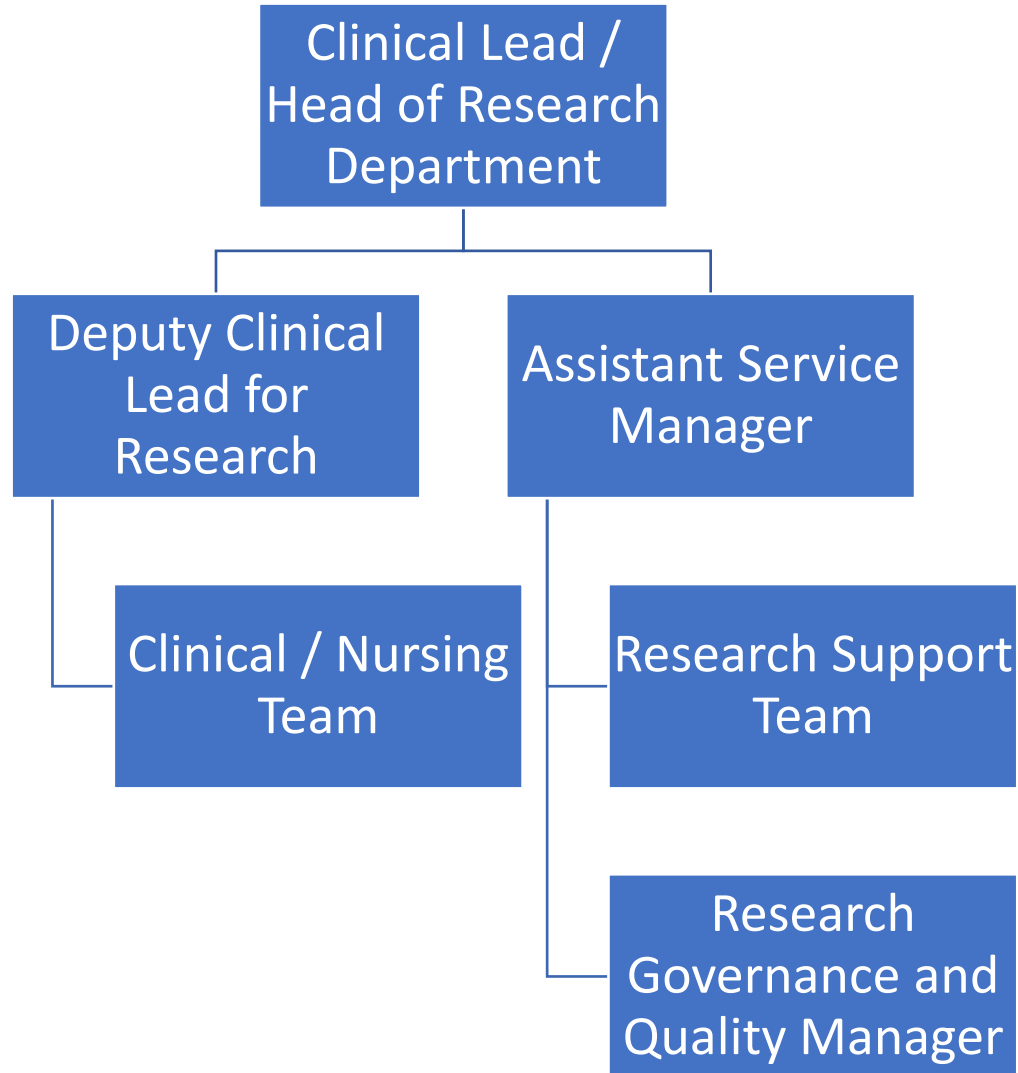 Clinical Lead /
Head of Research
Department
Deputy Clinical
Lead for
Research
Assistant Service
Manager
Clinical / Nursing
Team
Research Support
Team
Research
Governance and
Quality Manager